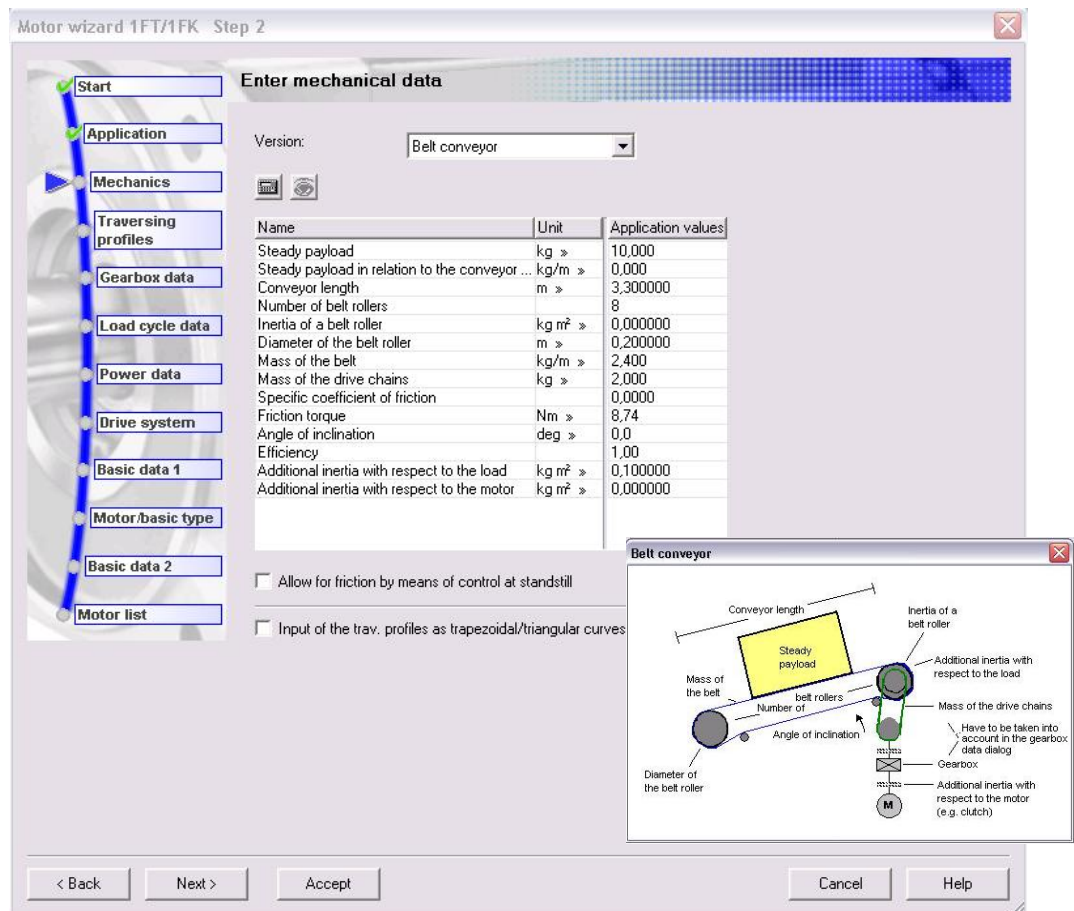 Motor wizard 1FT/1FK Step 2
Start
Application
Mechanics
Traversing
profiles
Gearbox data
Load cycle data
Power data
Drive system
Basic data 1
Motor/basic type
Basic data 2
Motor list
Enter mechanical data
Version: Belt conveyor
Name Unit Application values
Steady payload kg » 10,000
Steady payload in relation to the conveyor ... kg/m » 0,000
Conveyor length m » 3,300000
Number of belt rollers 8
Inertia of a belt roller kg m² » 0,000000
Diameter of the belt roller m » 0,200000
Mass of the belt kg/m » 2,400
Mass of the drive chains kg » 2,000
Specific coefficient of friction 0,0000
Friction torque Nm » 8,74
Angle of inclination deg » 0,0
Efficiency 1,00
Additional inertia with respect to the load kg m² » 0,100000
Additional inertia with respect to the motor kg m² » 0,000000
Allow for friction by means of control at standstill
Input of the trav. profiles as trapezoidal/triangular curves
Belt conveyor
Conveyor length
Inertia of a
belt roller
Steady
payload
Additional inertia with
respect to the load
Mass of
the belt
belt rollers
Number of
Mass of the drive chains
Angle of inclination
Have to be taken into
account in the gearbox
data dialog
Gearbox
Diameter of
the belt roller
Additional inertia with
respect to the motor
(e.g. clutch)
M
< Back Next > Accept Cancel Help